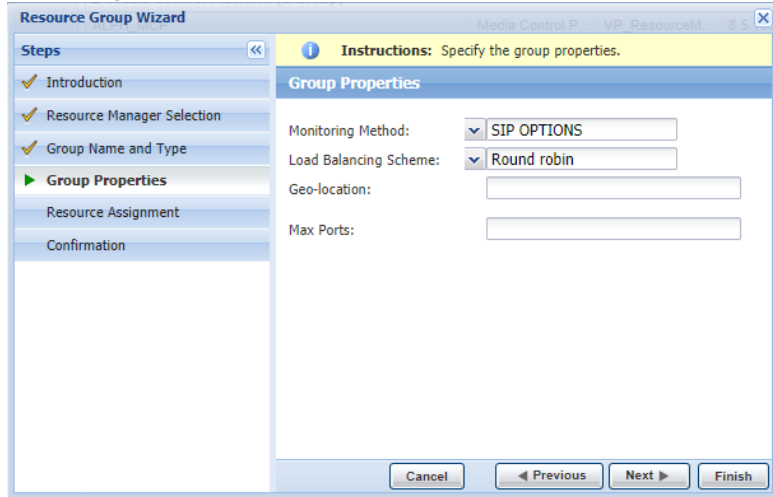 Resource Group Wizard
Media Control P... VP_ResourceM... 8.5.
Steps
Instructions: Specify the group properties.
Introduction
Group Properties
Resource Manager Selection
Monitoring Method: SIP OPTIONS
Group Name and Type
Load Balancing Scheme: Round robin
Group Properties
Geo-location:
Resource Assignment
Max Ports:
Confirmation
Cancel Previous Next Finish